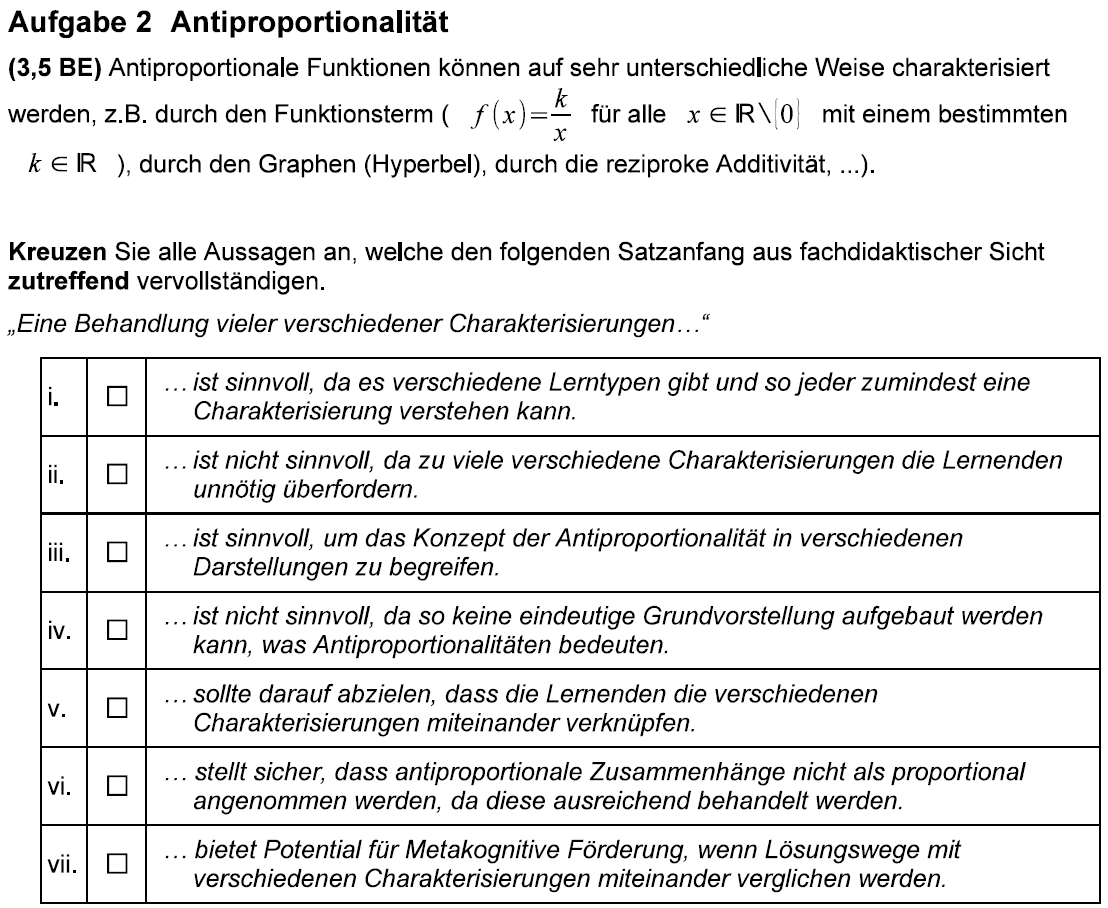 Aufgabe 2 Antiproportionalität
(3,5 BE) Antiproportionale Funktionen können auf sehr unterschiedliche Weise charakterisiert
werden, z.B. durch den Funktionsterm ( f(x)=k/x für alle x ∈ ℝ∖{0} mit einem bestimmten
k ∈ ℝ ), durch den Graphen (Hyperbel), durch die reziproke Additivität, ...).
Kreuzen Sie alle Aussagen an, welche den folgenden Satzanfang aus fachdidaktischer Sicht
zutreffend vervollständigen.
„Eine Behandlung vieler verschiedener Charakterisierungen…“
i. ☐ … ist sinnvoll, da es verschiedene Lerntypen gibt und so jeder zumindest eine
Charakterisierung verstehen kann.
ii. ☐ … ist nicht sinnvoll, da zu viele verschiedene Charakterisierungen die Lernenden
unnötig überfordern.
iii. ☐ … ist sinnvoll, um das Konzept der Antiproportionalität in verschiedenen
Darstellungen zu begreifen.
iv. ☐ … ist nicht sinnvoll, da so keine eindeutige Grundvorstellung aufgebaut werden
kann, was Antiproportionalitäten bedeuten.
v. ☐ … sollte darauf abzielen, dass die Lernenden die verschiedenen
Charakterisierungen miteinander verknüpfen.
vi. ☐ … stellt sicher, dass antiproportionale Zusammenhänge nicht als proportional
angenommen werden, da diese ausreichend behandelt werden.
vii. ☐ … bietet Potential für Metakognitive Förderung, wenn Lösungswege mit
verschiedenen Charakterisierungen miteinander verglichen werden.